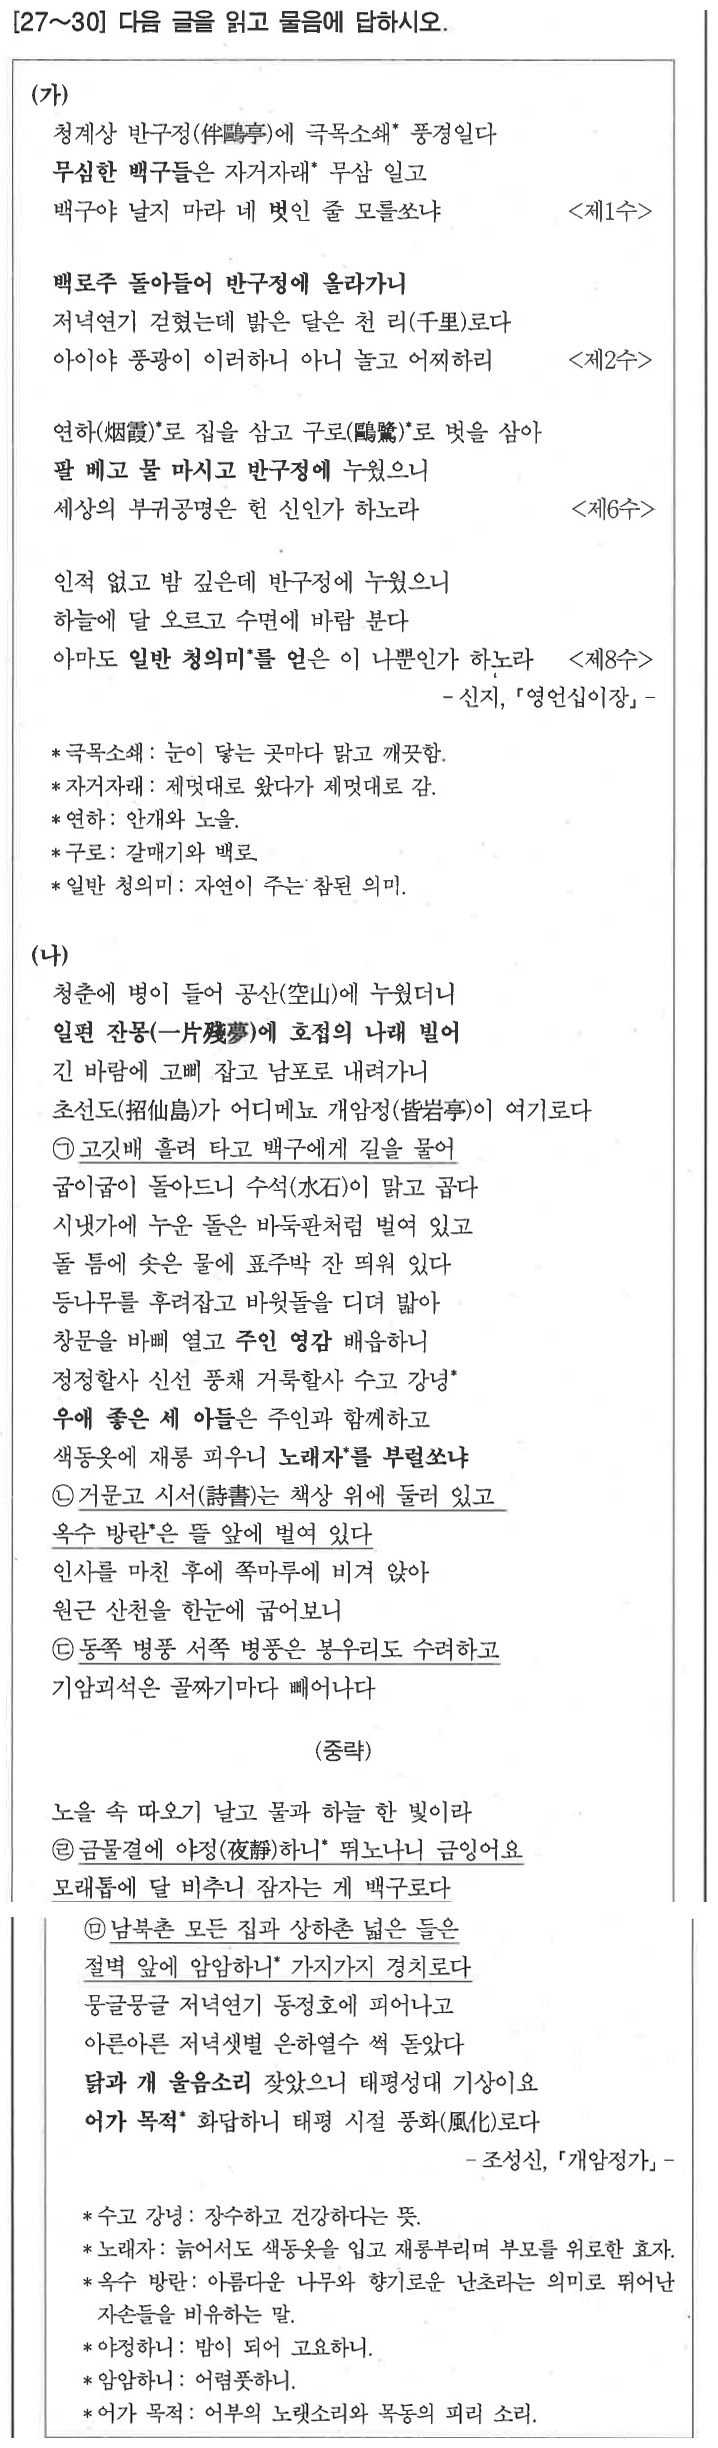 [27～30] 다음 글을 읽고 물음에 답하시오.
(가)
청계상 반구정(伴鷗亭)에 극목소쇄* 풍경일다
무심한 백구들은 자거자래* 무삼 일고
백구야 날지 마라 네 벗인 줄 모를쏘냐 <제1수>
백로주 돌아들어 반구정에 올라가니
저녁연기 걷혔는데 밝은 달은 천 리(千里)로다
아이야 풍광이 이러하니 아니 놀고 어찌하리 <제2수>
연하(烟霞)*로 집을 삼고 구로(鷗鷺)*로 벗을 삼아
팔 베고 물 마시고 반구정에 누웠으니
세상의 부귀공명은 헌 신인가 하노라 <제6수>
인적 없고 밤 깊은데 반구정에 누웠으니
하늘에 달 오르고 수면에 바람 분다
아마도 일반 청의미*를 얻은 이 나뿐인가 하노라 <제8수>
- 신지, 「영언십이장」 -
* 극목소쇄 : 눈이 닿는 곳마다 맑고 깨끗함.
* 자거자래 : 제멋대로 왔다가 제멋대로 감.
* 연하 : 안개와 노을.
* 구로 : 갈매기와 백로.
* 일반 청의미 : 자연이 주는 참된 의미.
(나)
청춘에 병이 들어 공산(空山)에 누웠더니
일편 잔몽(一片殘夢)에 호접의 나래 빌어
긴 바람에 고삐 잡고 남포로 내려가니
초선도(招仙島)가 어디메뇨 개암정(皆岩亭)이 여기로다
㉠ 고깃배 흘려 타고 백구에게 길을 물어
굽이굽이 돌아드니 수석(水石)이 맑고 곱다
시냇가에 누운 돌은 바둑판처럼 벌여 있고
돌 틈에 솟은 물에 표주박 잔 띄워 있다
등나무를 후려잡고 바윗돌을 디뎌 밟아
창문을 바삐 열고 주인 영감 배읍하니
정정할사 신선 풍채 거룩할사 수고 강녕*
우애 좋은 세 아들은 주인과 함께하고
색동옷에 재롱 피우니 노래자*를 부럴쏘냐
㉡ 거문고 시서(詩書)는 책상 위에 둘러 있고
옥수 방란*은 뜰 앞에 벌여 있다
인사를 마친 후에 쪽마루에 비겨 앉아
원근 산천을 한눈에 굽어보니
㉢ 동쪽 병풍 서쪽 병풍은 봉우리도 수려하고
기암괴석은 골짜기마다 빼어나다
(중략)
노을 속 따오기 날고 물과 하늘 한 빛이라
㉣ 금물결에 야정(夜靜)하니* 뛰노나니 금잉어요
모래톱에 달 비추니 잠자는 게 백구로다
㉤ 남북촌 모든 집과 상하촌 넓은 들은
절벽 앞에 암암하니* 가지가지 경치로다
뭉글뭉글 저녁연기 동정호에 피어나고
아른아른 저녁샛별 은하열수 썩 돋았다
닭과 개 울음소리 잦았으니 태평성대 기상이요
어가 목적* 화답하니 태평 시절 풍화(風化)로다
- 조성신, 「개암정가」 -
* 수고 강녕 : 장수하고 건강하다는 뜻.
* 노래자 : 늙어서도 색동옷을 입고 재롱부리며 부모를 위로한 효자.
* 옥수 방란 : 아름다운 나무와 향기로운 난초라는 의미로 뛰어난
자손들을 비유하는 말.
* 야정하니 : 밤이 되어 고요하니.
* 암암하니 : 어렴풋하니.
* 어가 목적 : 어부의 노랫소리와 목동의 피리 소리.